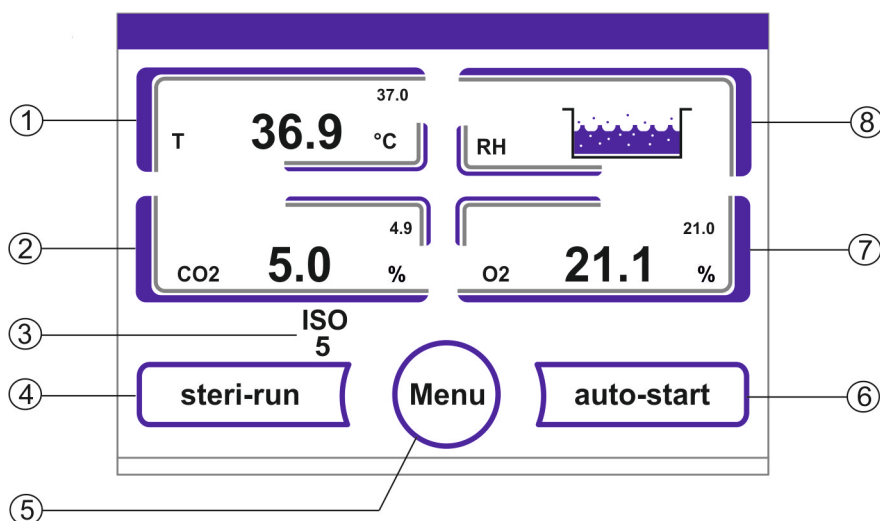 ①
37.0
T 36.9 °C
RH
⑧
②
4.9
CO2 5.0 %
21.0
O2 21.1 %
⑦
③
ISO
5
④
steri-run
Menu
auto-start
⑥
⑤